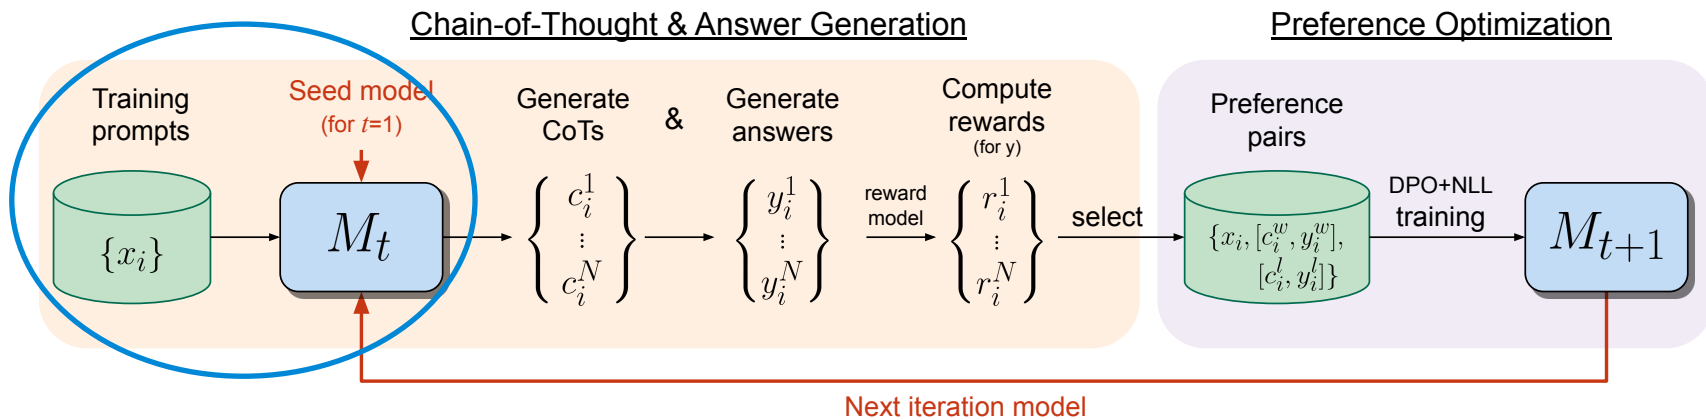 Chain-of-Thought & Answer Generation
Preference Optimization
Training
prompts
Seed model
(for t=1)
Generate
CoTs
&
Generate
answers
Compute
rewards
(for y)
Preference
pairs
{x_i}
M_t
c_i^1
⋮
c_i^N
y_i^1
⋮
y_i^N
reward
model
r_i^1
⋮
r_i^N
select
{x_i, [c_i^w, y_i^w],
[c_i^l, y_i^l]}
DPO+NLL
training
M_{t+1}
Next iteration model